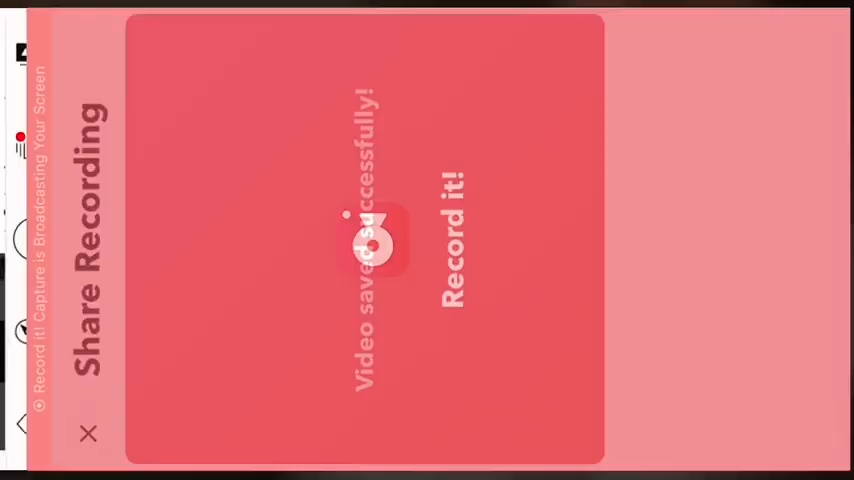 Record it! Capture is Broadcasting Your Screen
Share Recording
Video saved successfully!
Record it!